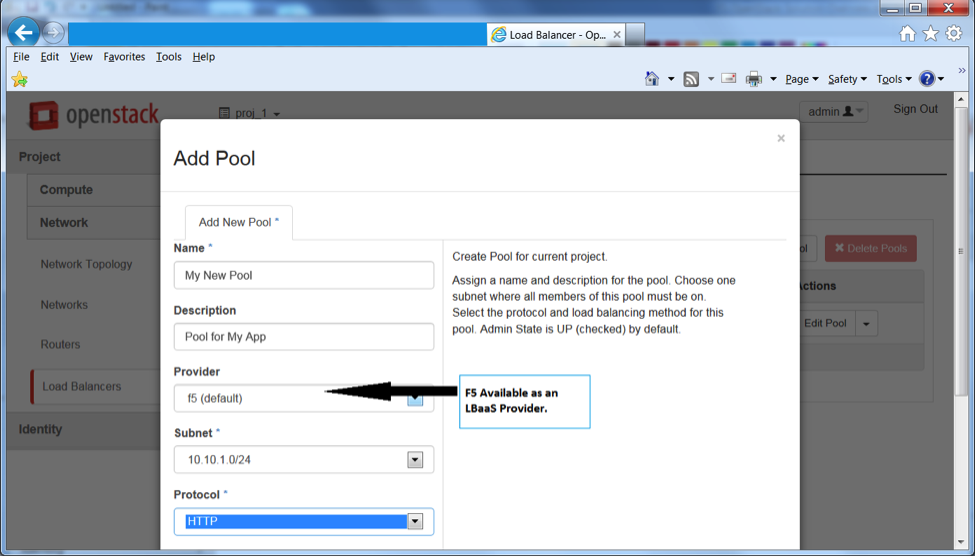 Load Balancer - Op...
File Edit View Favorites Tools Help
Page Safety Tools
openstack
proj_1
admin
Sign Out
Project
Compute
Network
Network Topology
Networks
Routers
Load Balancers
Identity
Add Pool
×
Add New Pool *
Name *
My New Pool
Description
Pool for My App
Provider
f5 (default)
Subnet *
10.10.1.0/24
Protocol *
HTTP
Create Pool for current project.
Assign a name and description for the pool. Choose one
subnet where all members of this pool must be on.
Select the protocol and load balancing method for this
pool. Admin State is UP (checked) by default.
F5 Available as an
LBaaS Provider.
Delete Pools
Edit Pool